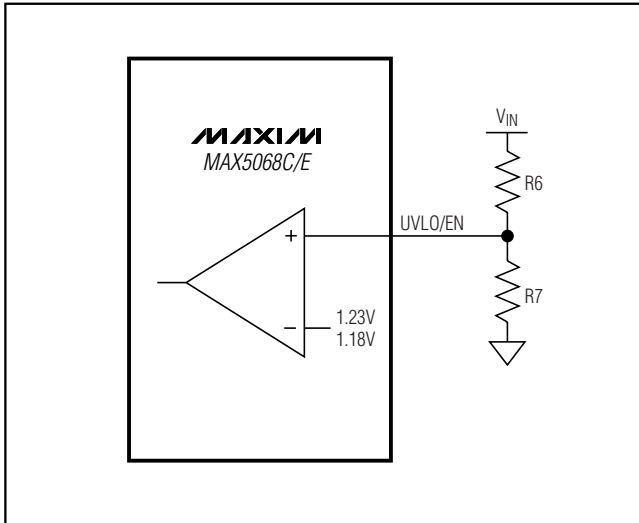 MAXIM
MAX5068C/E
V_IN
R6
UVLO/EN
R7
+
−
1.23V
1.18V